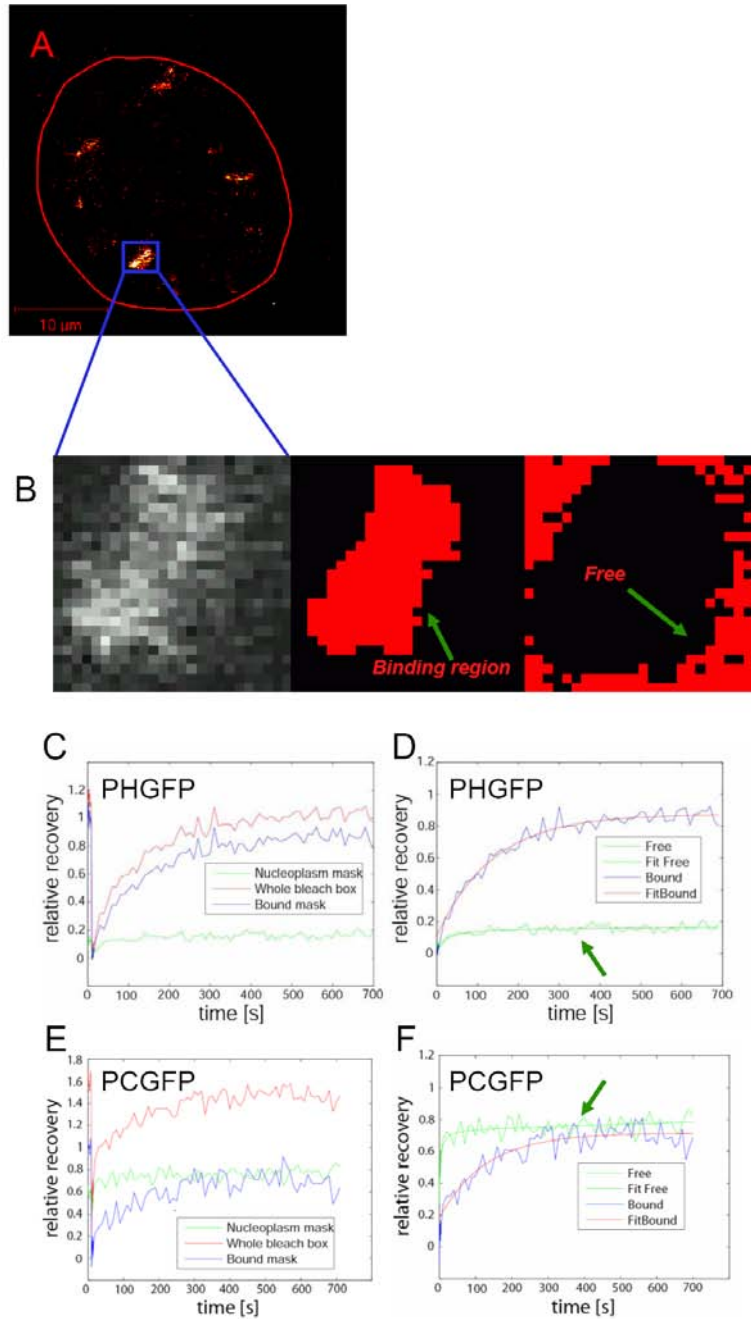 A
10 µm
B
Binding region
Free
C
PHGFP
1.2
1
0.8
0.6
0.4
0.2
0
relative recovery
Nucleoplasm mask
Whole bleach box
Bound mask
0 100 200 300 400 500 600 700
time [s]
D
PHGFP
1.2
1
0.8
0.6
0.4
0.2
0
relative recovery
Free
Fit Free
Bound
FitBound
0 100 200 300 400 500 600 700
time [s]
E
PCGFP
1.8
1.6
1.4
1.2
1
0.8
0.6
0.4
0.2
0
relative recovery
Nucleoplasm mask
Whole bleach box
Bound mask
0 100 200 300 400 500 600 700
time [s]
F
PCGFP
1.2
1
0.8
0.6
0.4
0.2
0
relative recovery
Free
Fit Free
Bound
FitBound
0 100 200 300 400 500 600 700
time [s]